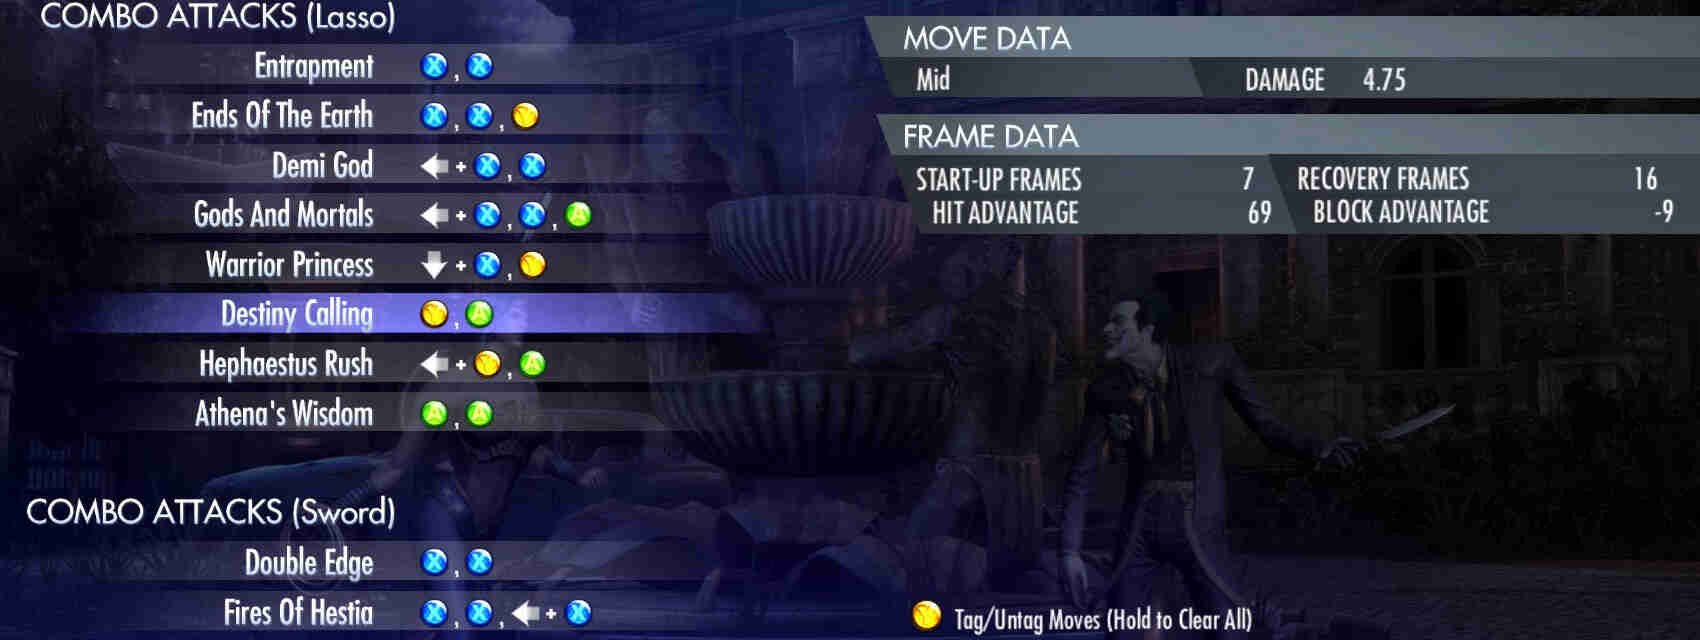 COMBO ATTACKS (Lasso)
Entrapment X , X
Ends Of The Earth X , X , Y
Demi God + X , X
Gods And Mortals + X , X , A
Warrior Princess + X , Y
Destiny Calling Y , A
Hephaestus Rush + Y , A
Athena's Wisdom A , A
COMBO ATTACKS (Sword)
Double Edge X , X
Fires Of Hestia X , X , + X
MOVE DATA
Mid DAMAGE 4.75
FRAME DATA
START-UP FRAMES 7 RECOVERY FRAMES 16
HIT ADVANTAGE 69 BLOCK ADVANTAGE -9
Y Tag/Untag Moves (Hold to Clear All)